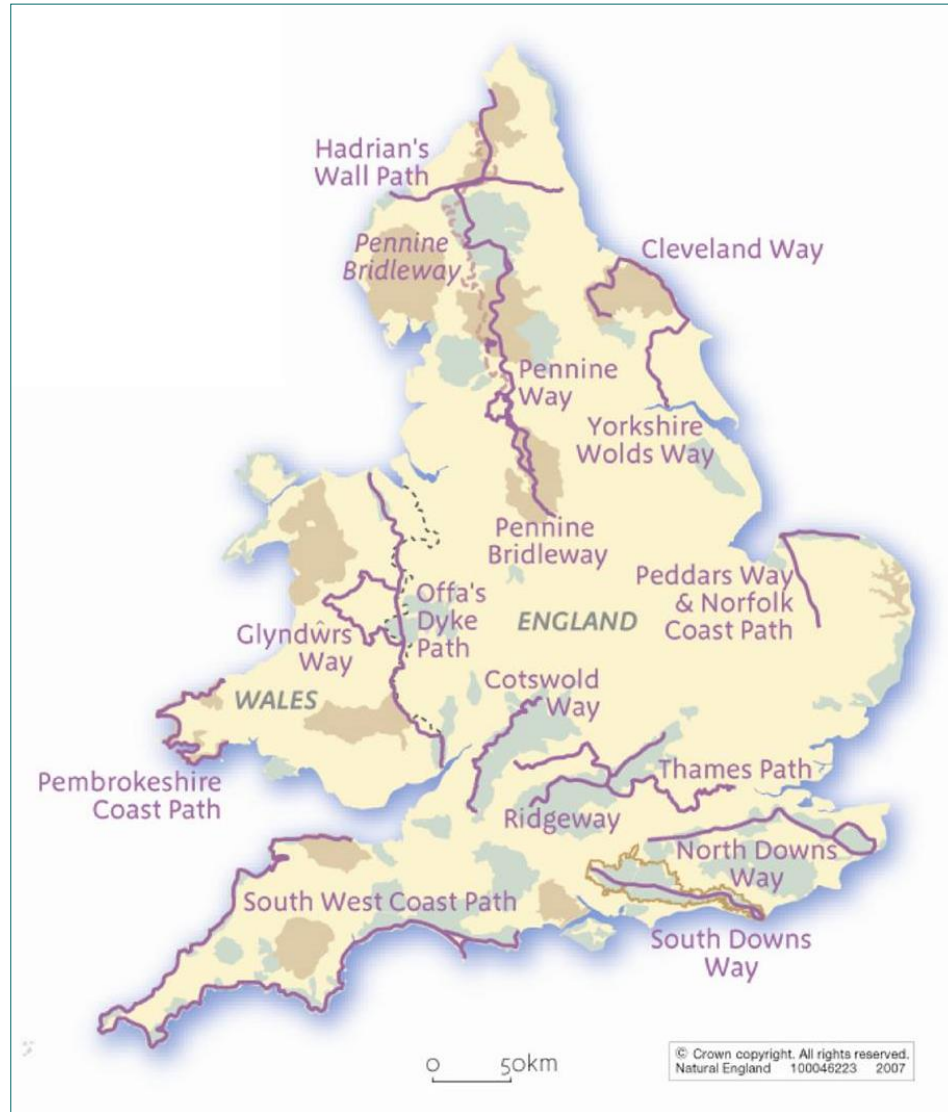 Hadrian's
Wall Path
Pennine
Bridleway
Cleveland Way
Pennine
Way
Yorkshire
Wolds Way
Pennine
Bridleway
Peddars Way
& Norfolk
Coast Path
Offa's
Dyke
Path
ENGLAND
Glyndŵrs
Way
WALES
Cotswold
Way
Pembrokeshire
Coast Path
Thames Path
Ridgeway
North Downs
Way
South West Coast Path
South Downs
Way
0 50km
© Crown copyright. All rights reserved.
Natural England 100046223 2007